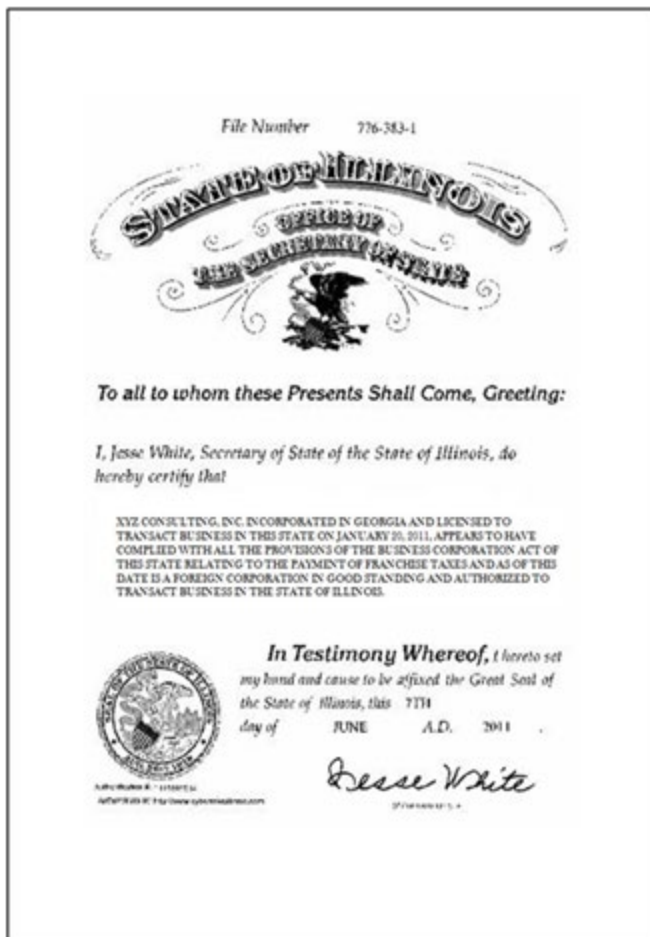 File Number 776-383-1
STATE OF ILLINOIS
OFFICE OF
THE SECRETARY OF STATE
To all to whom these Presents Shall Come, Greeting:
I, Jesse White, Secretary of State of the State of Illinois, do
hereby certify that
XYZ CONSULTING, INC. INCORPORATED IN GEORGIA AND LICENSED TO
TRANSACT BUSINESS IN THIS STATE ON JANUARY 20, 2011, APPEARS TO HAVE
COMPLIED WITH ALL THE PROVISIONS OF THE BUSINESS CORPORATION ACT OF
THIS STATE RELATING TO THE PAYMENT OF FRANCHISE TAXES AND AS OF THIS
DATE IS A FOREIGN CORPORATION IN GOOD STANDING AND AUTHORIZED TO
TRANSACT BUSINESS IN THE STATE OF ILLINOIS.
In Testimony Whereof, I hereto set
my hand and cause to be affixed the Great Seal of
the State of Illinois, this 7TH
day of JUNE A.D. 2011 .
SEAL OF THE STATE OF ILLINOIS
Jesse White